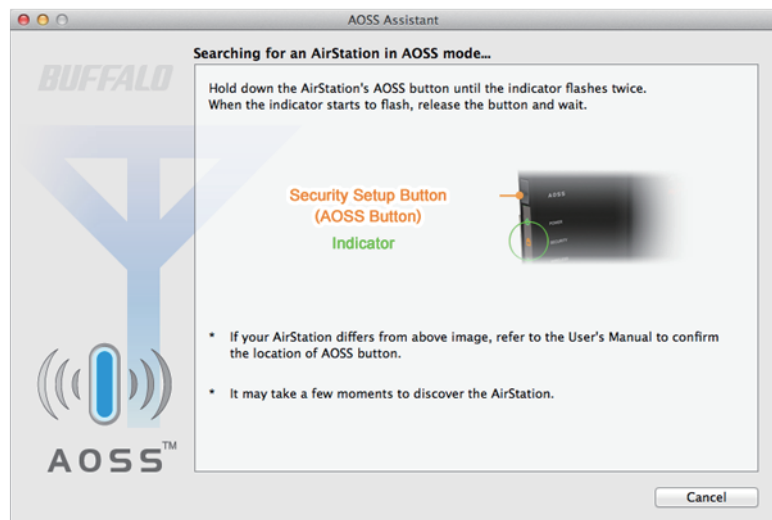 AOSS Assistant
Searching for an AirStation in AOSS mode...
BUFFALO
Hold down the AirStation's AOSS button until the indicator flashes twice.
When the indicator starts to flash, release the button and wait.
Security Setup Button
(AOSS Button)
Indicator
AOSS
POWER
SECURITY
* If your AirStation differs from above image, refer to the User's Manual to confirm
the location of AOSS button.
* It may take a few moments to discover the AirStation.
AOSS™
Cancel